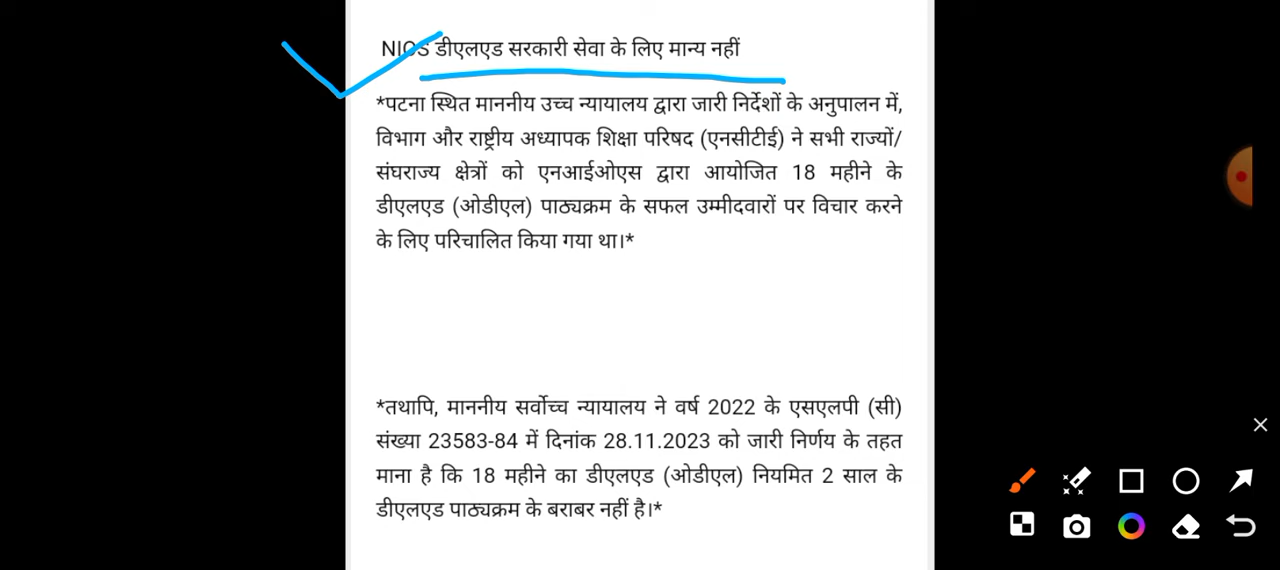 NIOS डीएलएड सरकारी सेवा के लिए मान्य नहीं
*पटना स्थित माननीय उच्च न्यायालय द्वारा जारी निर्देशों के अनुपालन में,
विभाग और राष्ट्रीय अध्यापक शिक्षा परिषद (एनसीटीई) ने सभी राज्यों/
संघराज्य क्षेत्रों को एनआईओएस द्वारा आयोजित 18 महीने के
डीएलएड (ओडीएल) पाठ्यक्रम के सफल उम्मीदवारों पर विचार करने
के लिए परिचालित किया गया था।*
*तथापि, माननीय सर्वोच्च न्यायालय ने वर्ष 2022 के एसएलपी (सी)
संख्या 23583-84 में दिनांक 28.11.2023 को जारी निर्णय के तहत
माना है कि 18 महीने का डीएलएड (ओडीएल) नियमित 2 साल के
डीएलएड पाठ्यक्रम के बराबर नहीं है।*